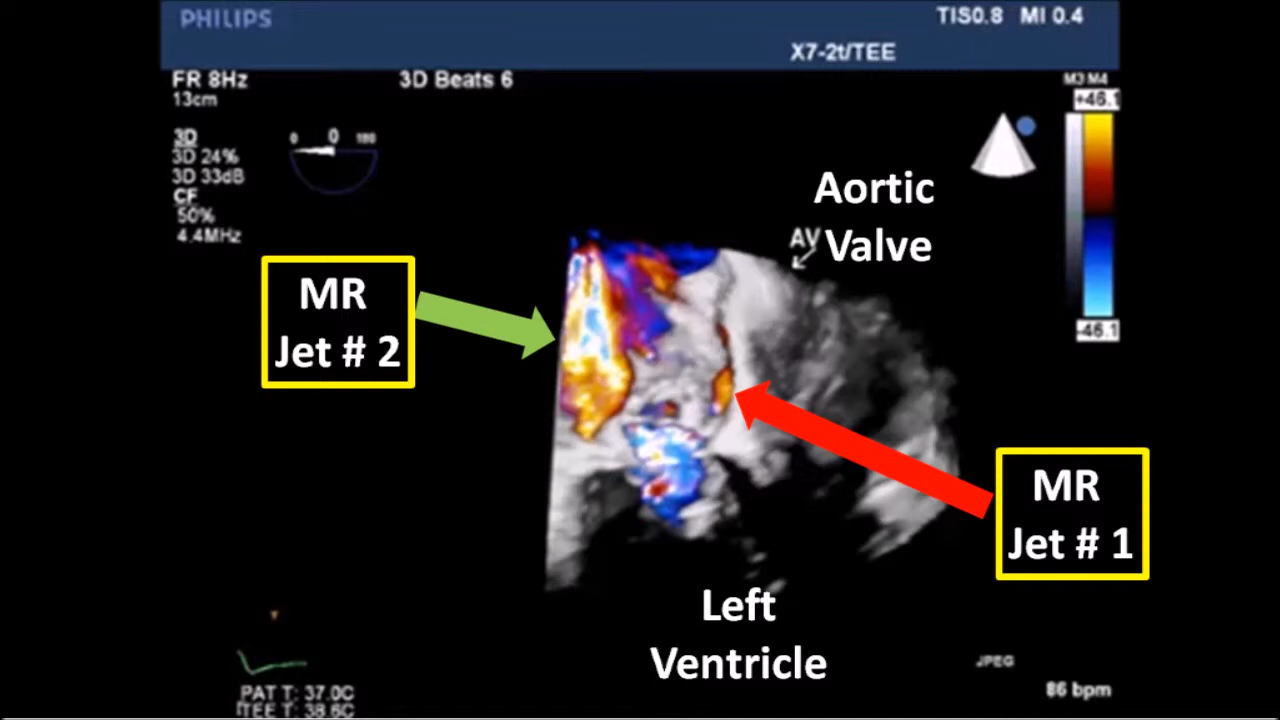 PHILIPS
TIS0.8 MI 0.4
X7-2t/TEE
FR 8Hz
13cm
3D Beats 6
M3 M4
+46.1
3D
3D 24%
3D 33dB
CF
50%
4.4MHz
0 0 180
-46.1
Aortic
Valve
AV
MR
Jet # 2
MR
Jet # 1
Left
Ventricle
JPEG
PAT T: 37.0C
TEE T: 38.6C
86 bpm